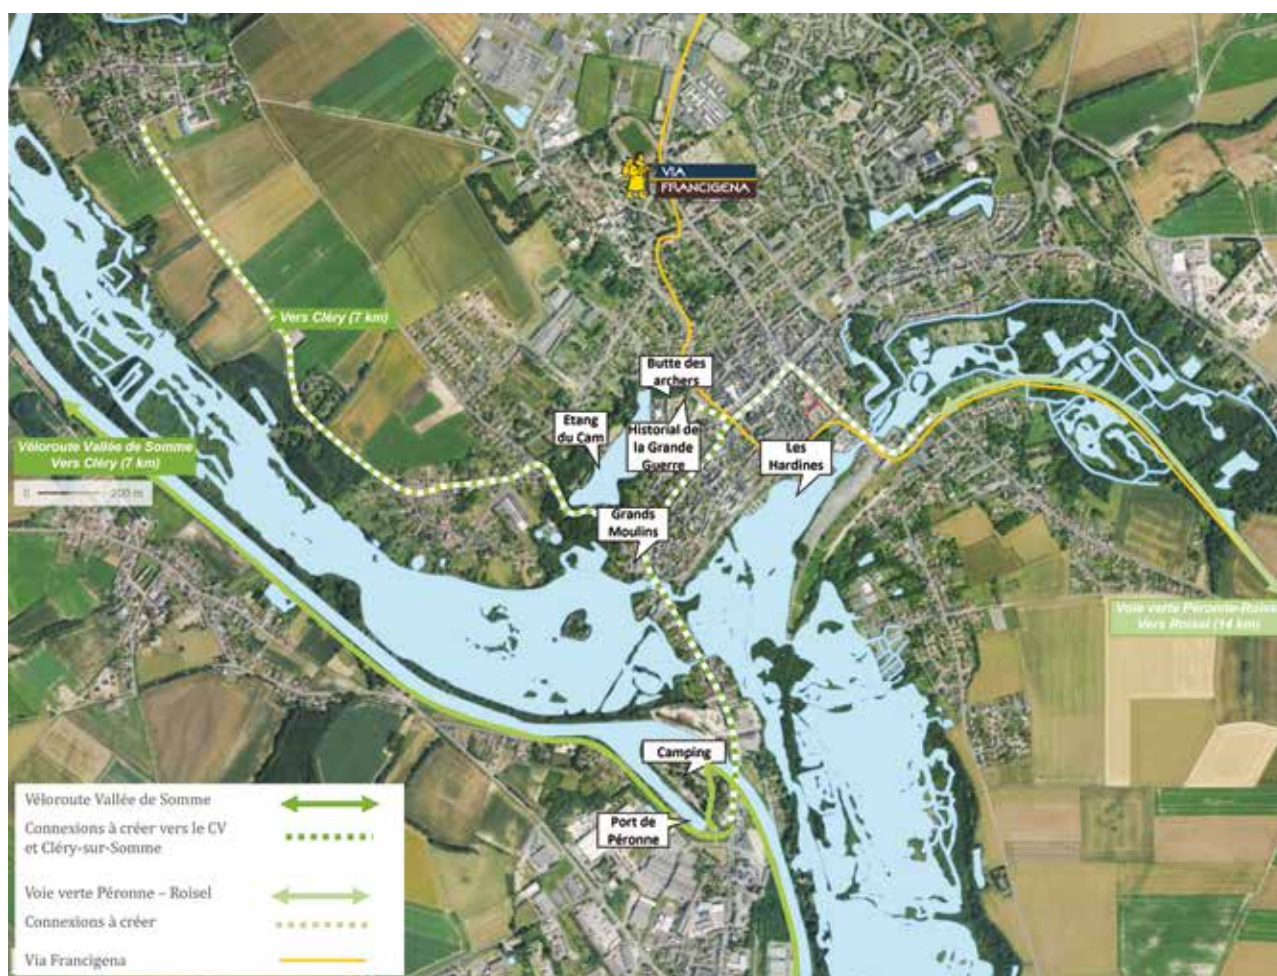 VIA
FRANCIGENA
Vers Cléry (7 km)
Butte des
archers
Etang
du Cam
Historial de
la Grande
Guerre
Les
Hardines
Véloroute Vallée de Somme
Vers Cléry (7 km)
0 200 m
Grands
Moulins
Voie verte Péronne-Roise
Vers Roisel (14 km)
Camping
Port de
Péronne
Véloroute Vallée de Somme
Connexions à créer vers le CV
et Cléry-sur-Somme
Voie verte Péronne – Roisel
Connexions à créer
Via Francigena